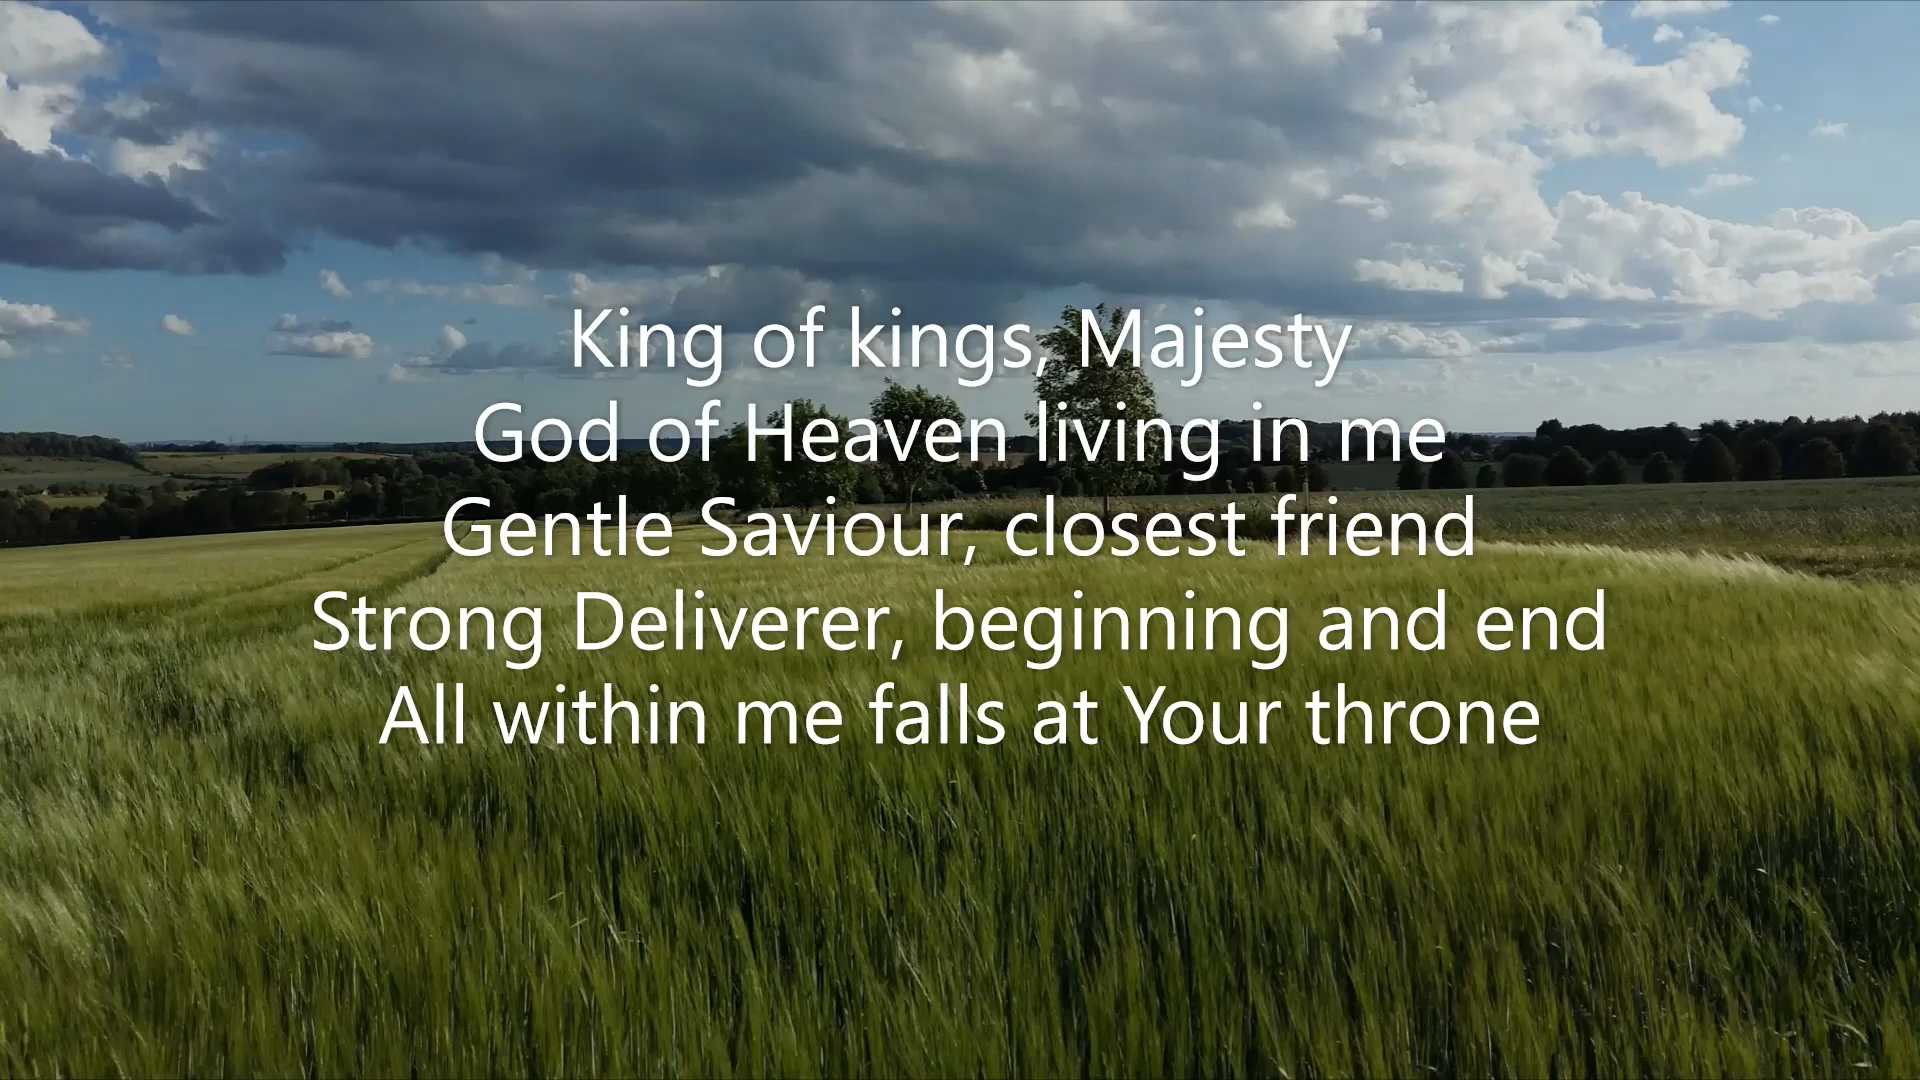 King of kings, Majesty
God of Heaven living in me
Gentle Saviour, closest friend
Strong Deliverer, beginning and end
All within me falls at Your throne